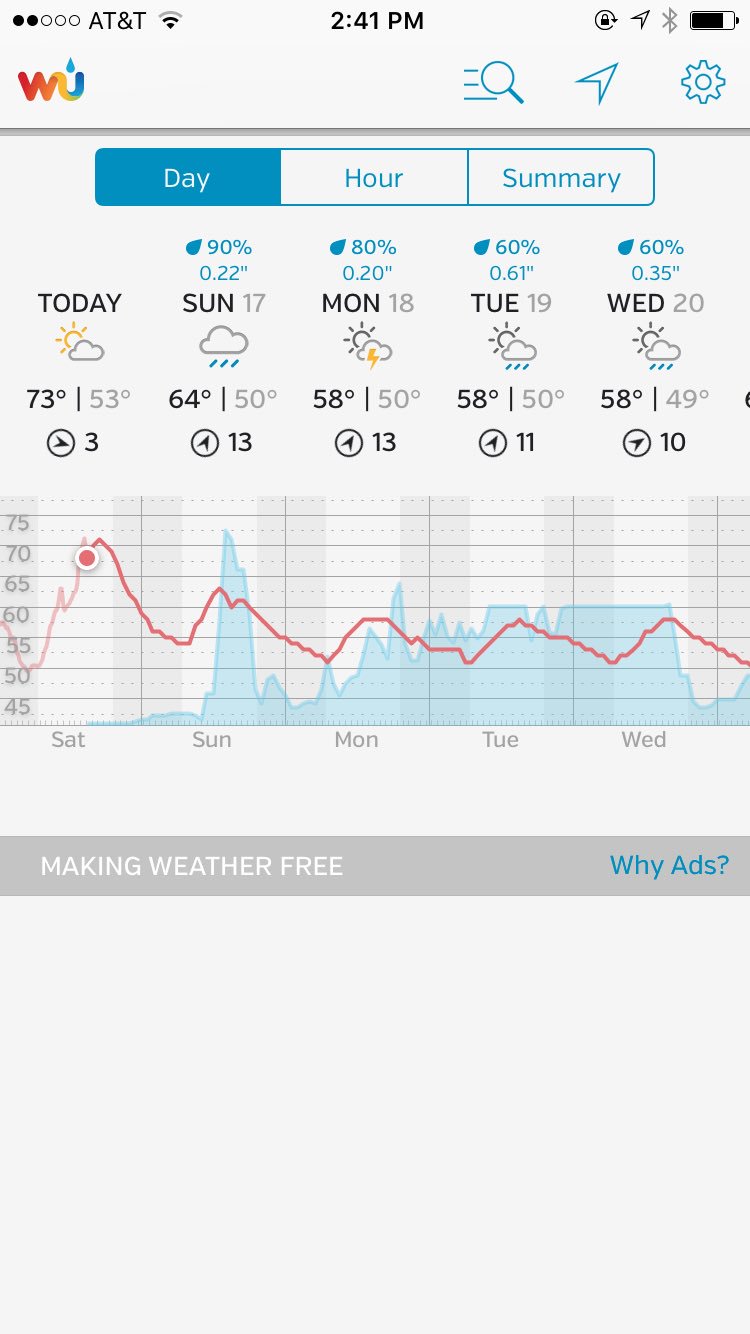 AT&T 2:41 PM
WU
Day Hour Summary
90% 80% 60% 60%
0.22" 0.20" 0.61" 0.35"
TODAY SUN 17 MON 18 TUE 19 WED 20
73° | 53° 64° | 50° 58° | 50° 58° | 50° 58° | 49°
3 13 13 11 10
75
70
65
60
55
50
45
Sat Sun Mon Tue Wed
MAKING WEATHER FREE Why Ads?